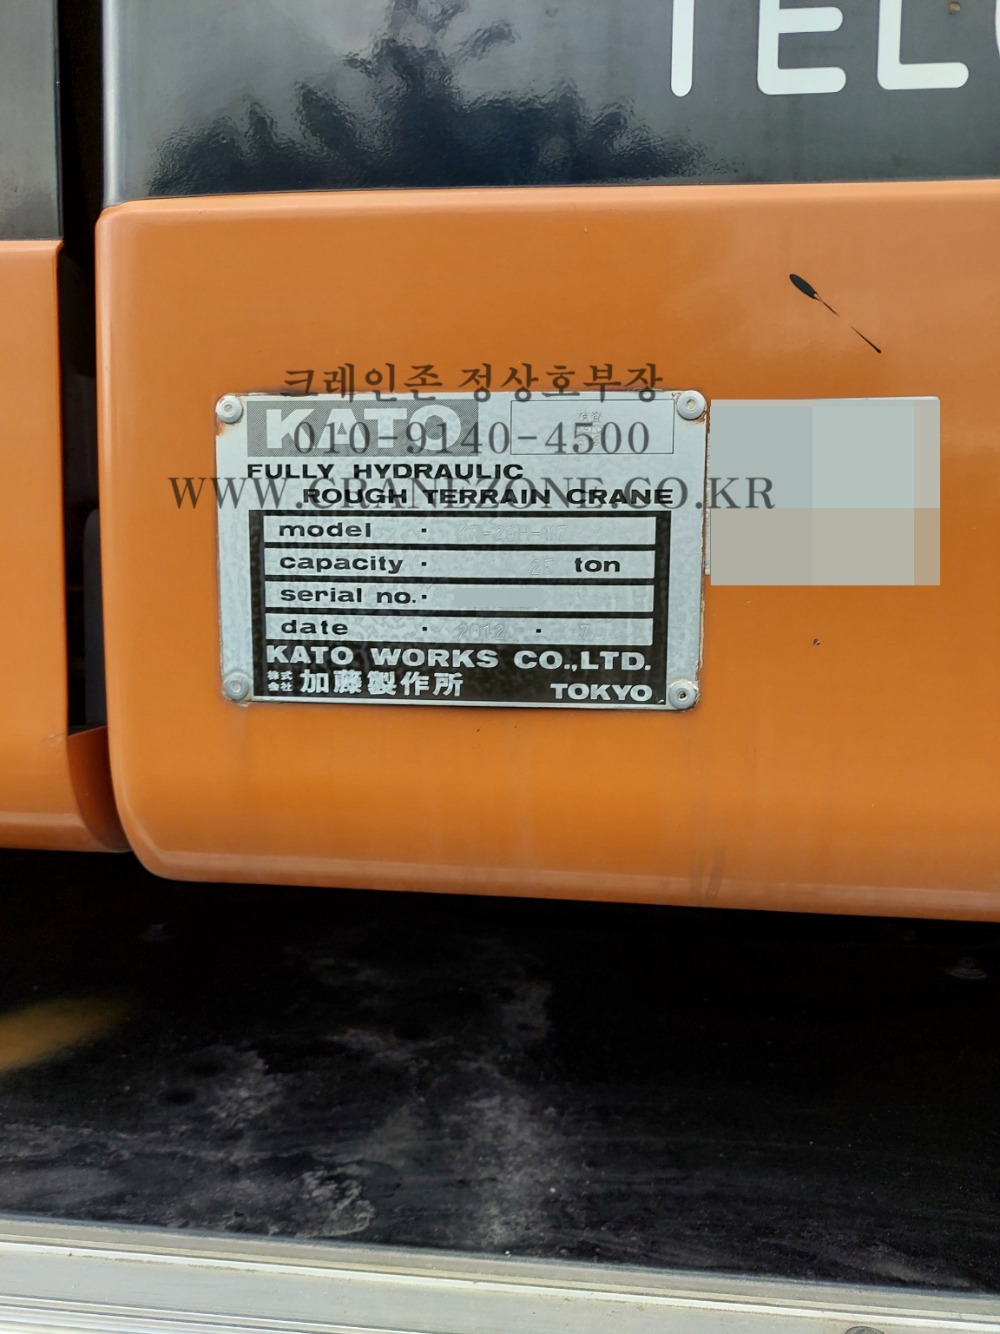 TEL
크레인존 정상호부장
KATO
010-9140-4500
FULLY HYDRAULIC
WWW.CRANEZONE.CO.KR
ROUGH TERRAIN CRANE
model ·
capacity · 25 ton
serial no. ·
date · 2012 · 7
KATO WORKS CO.,LTD.
株式会社 加藤製作所 TOKYO